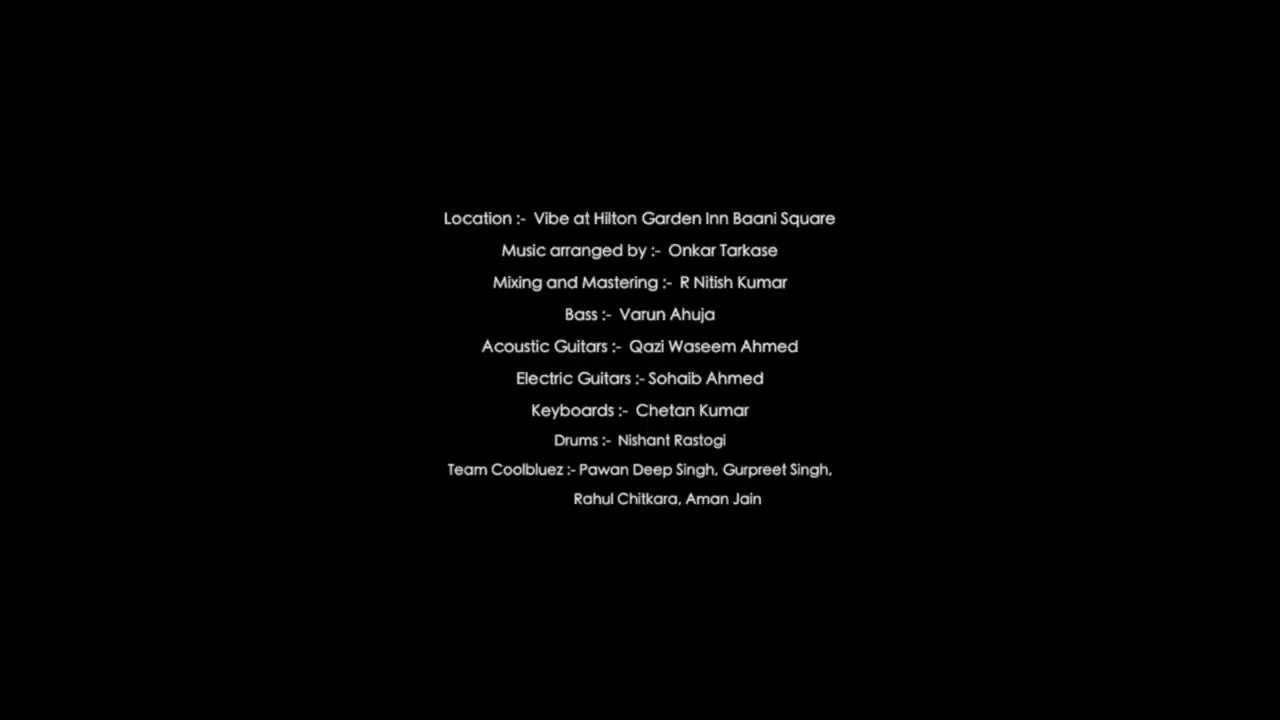 Location :-  Vibe at Hilton Garden Inn Baani Square
Music arranged by :-  Onkar Tarkase
Mixing and Mastering :-  R Nitish Kumar
Bass :-  Varun Ahuja
Acoustic Guitars :-  Qazi Waseem Ahmed
Electric Guitars :- Sohaib Ahmed
Keyboards :-  Chetan Kumar
Drums :-  Nishant Rastogi
Team Coolbluez :- Pawan Deep Singh, Gurpreet Singh,
Rahul Chitkara, Aman Jain